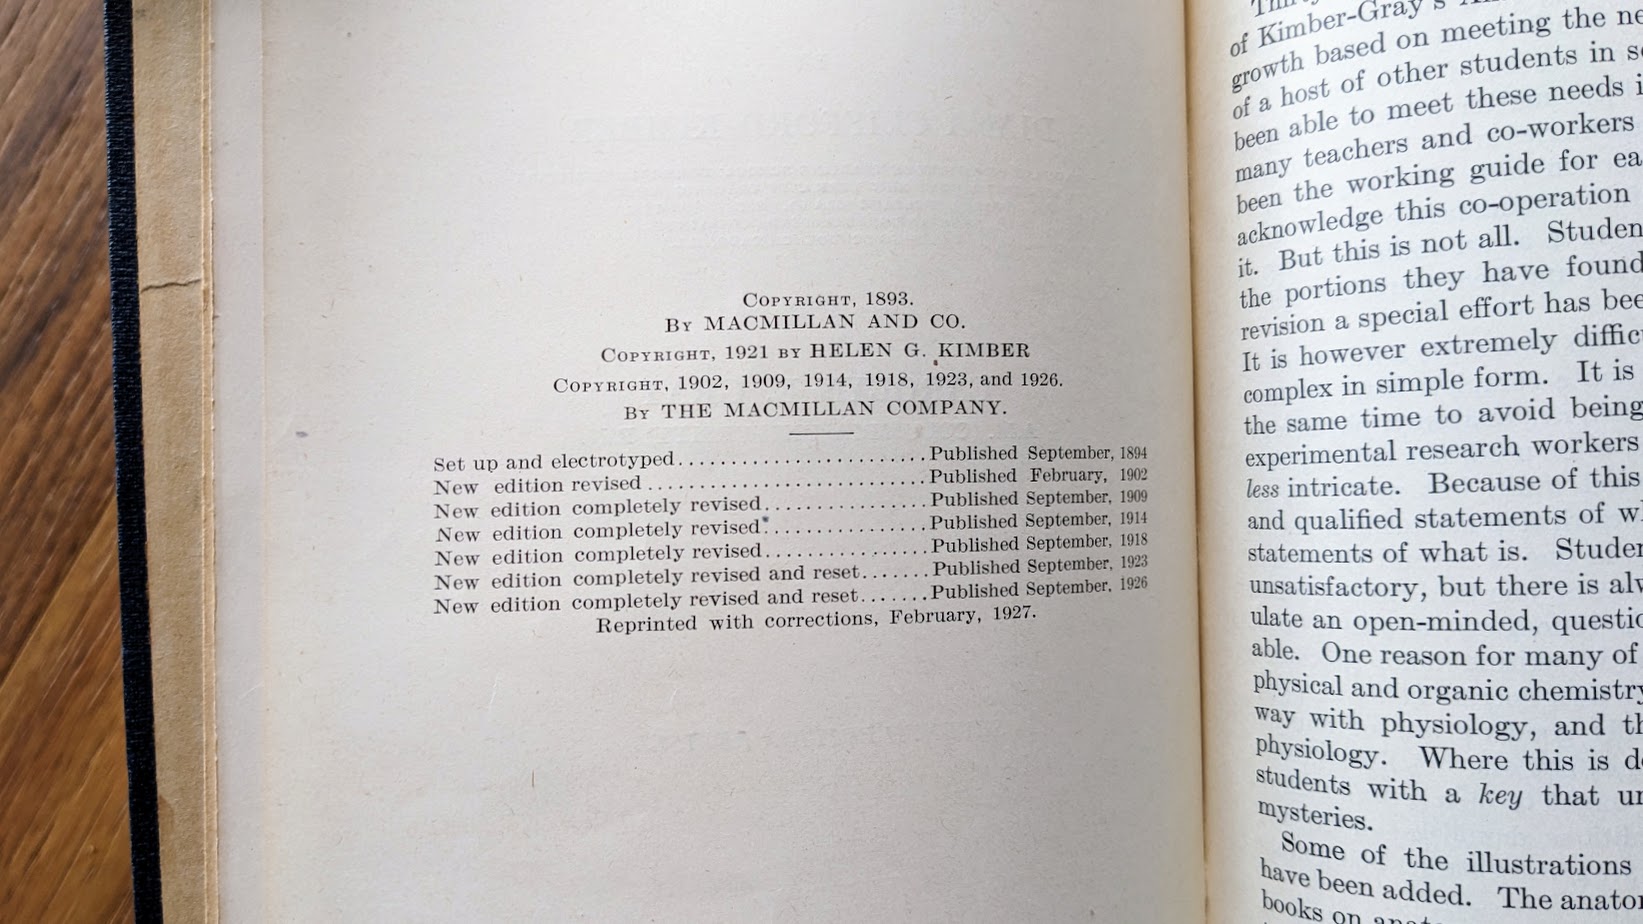 COPYRIGHT, 1893.
BY MACMILLAN AND CO.
COPYRIGHT, 1921 BY HELEN G. KIMBER
COPYRIGHT, 1902, 1909, 1914, 1918, 1923, and 1926.
BY THE MACMILLAN COMPANY.
Set up and electrotyped........................Published September, 1894
New edition revised ...........................Published February, 1902
New edition completely revised................Published September, 1909
New edition completely revised................Published September, 1914
New edition completely revised................Published September, 1918
New edition completely revised and reset.......Published September, 1923
New edition completely revised and reset.......Published September, 1926
Reprinted with corrections, February, 1927.
of Kimber-Gray's
growth based on meeting the
of a host of other students in
been able to meet these needs
many teachers and co-workers
been the working guide for
acknowledge this co-operation
it. But this is not all.
the portions they have found
revision a special effort has
It is however extremely
complex in simple form. It is
the same time to avoid being
experimental research workers
less intricate. Because of this
and qualified statements of
statements of what is.
unsatisfactory, but there is
ulate an open-minded,
able. One reason for many of
physical and organic chemistry
way with physiology, and
physiology. Where this is
students with a key that
mysteries.
Some of the illustrations
have been added. The
books on